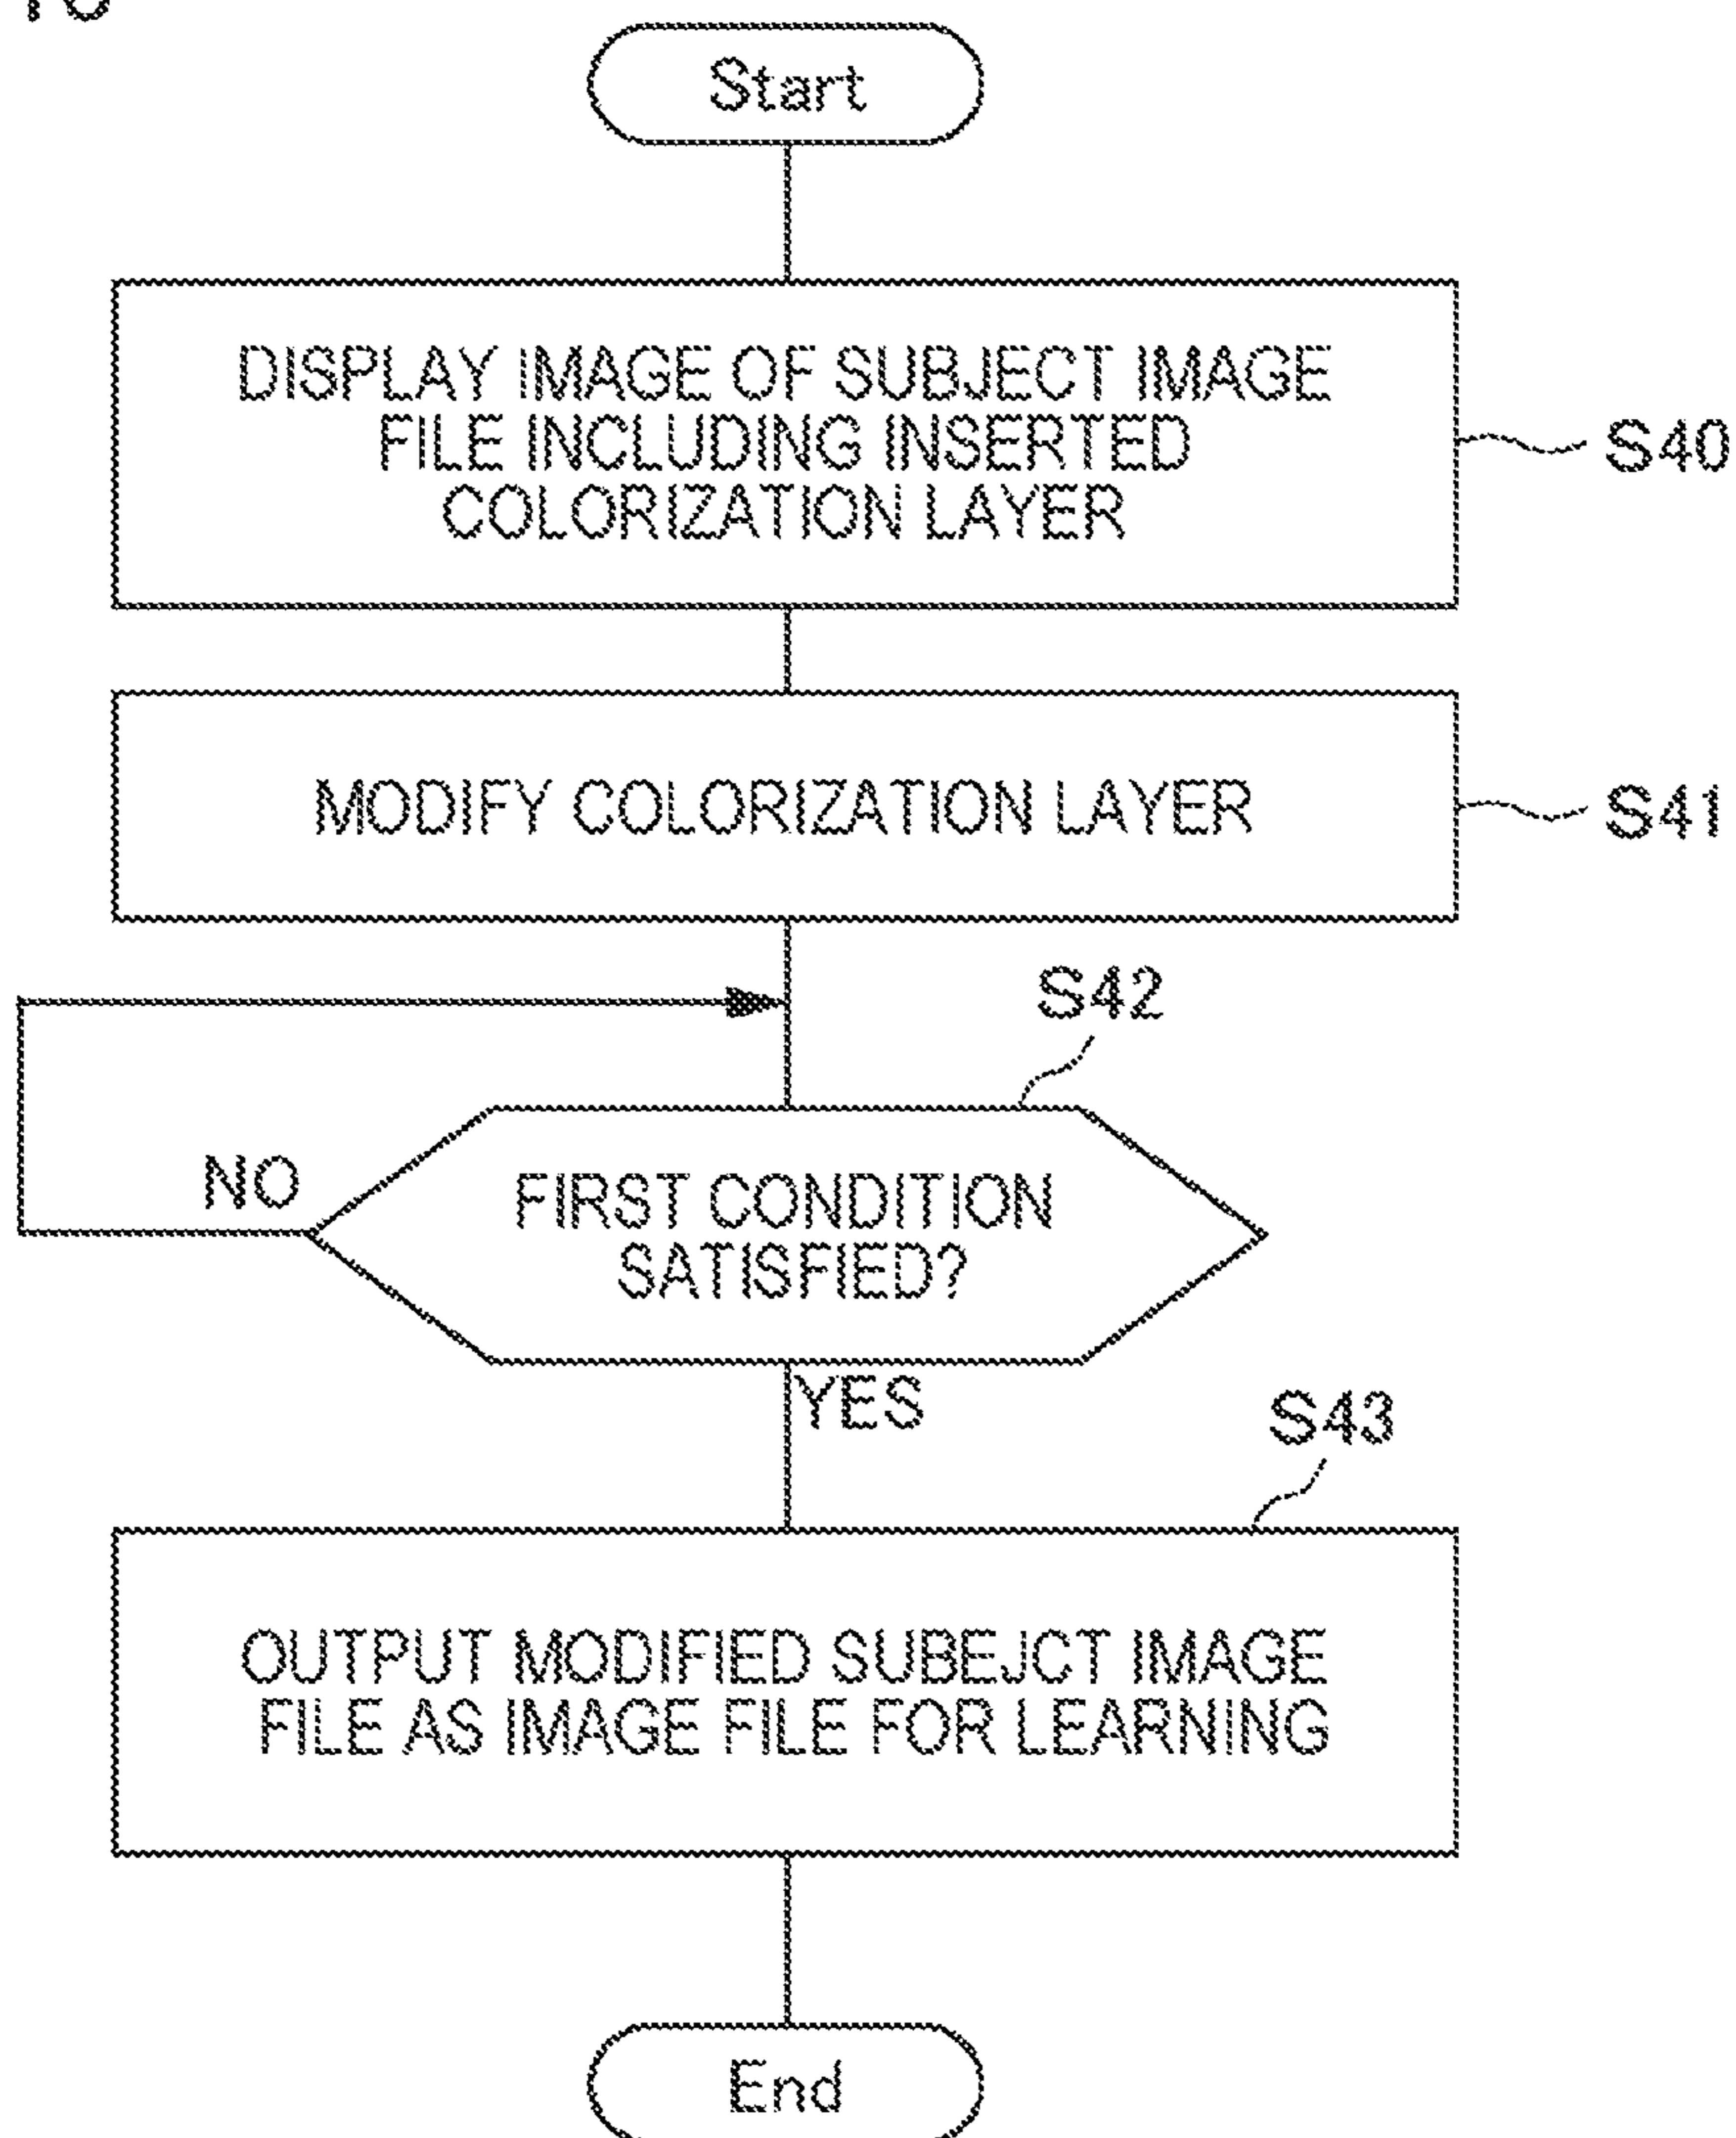 Start
DISPLAY IMAGE OF SUBJECT IMAGE
FILE INCLUDING INSERTED
COLORIZATION LAYER
S40
MODIFY COLORIZATION LAYER
S41
S42
NO
FIRST CONDITION
SATISFIED?
YES
S43
OUTPUT MODIFIED SUBEJCT IMAGE
FILE AS IMAGE FILE FOR LEARNING
End